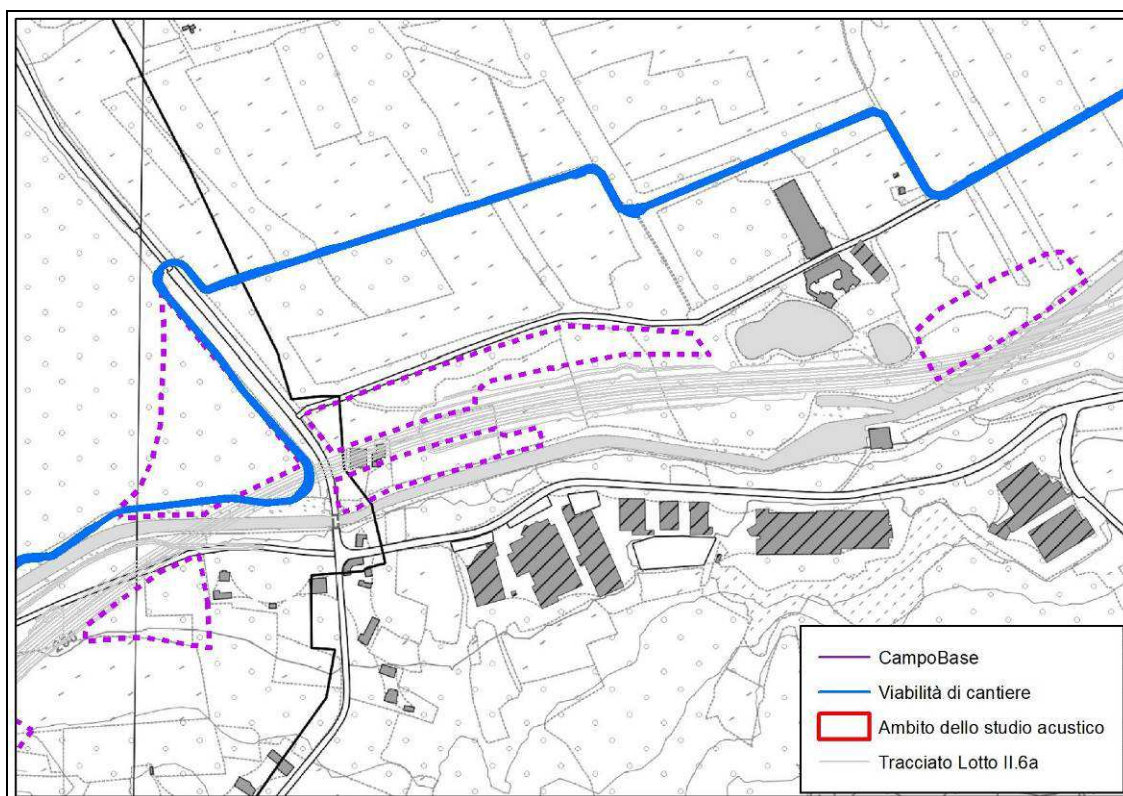 CampoBase
Viabilità di cantiere
Ambito dello studio acustico
Tracciato Lotto II.6a